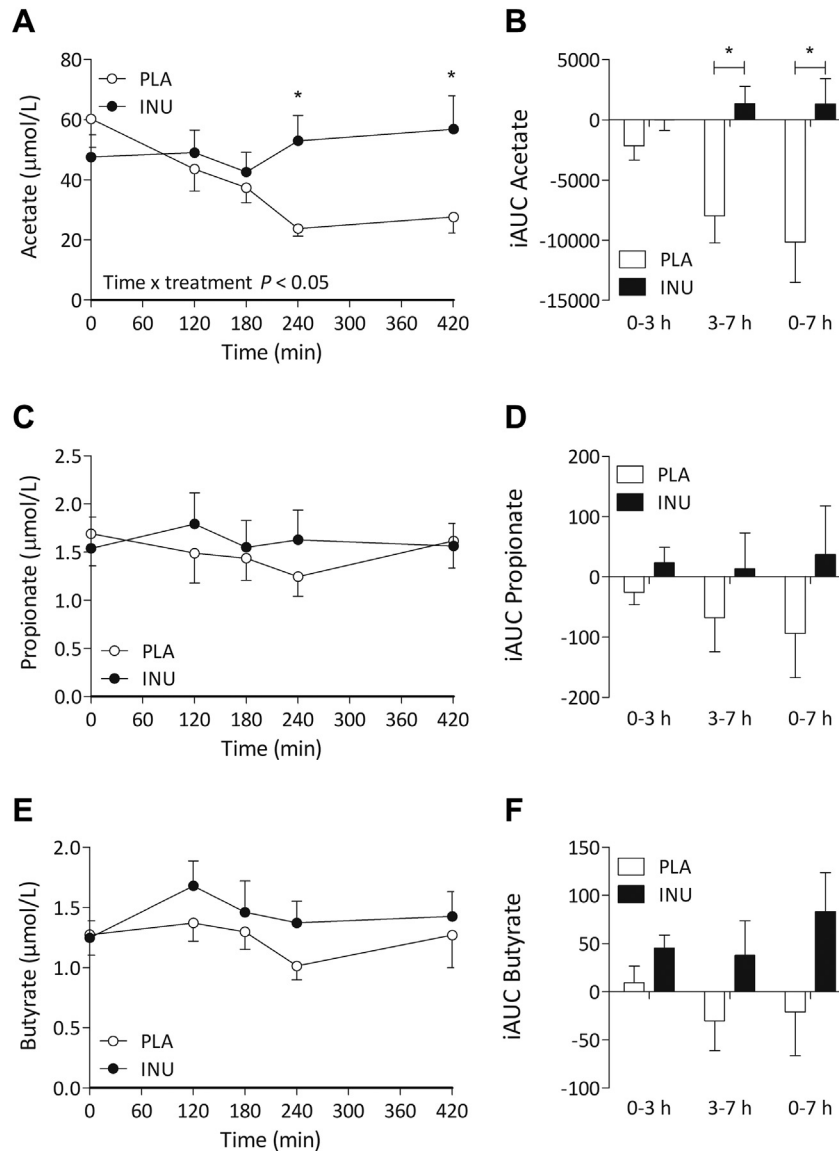 A
80
60
40
20
0
Acetate (µmol/L)
PLA
INU
*
*
Time x treatment P < 0.05
0 60 120 180 240 300 360 420
Time (min)
B
5000
0
-5000
-10000
-15000
iAUC Acetate
*
*
PLA
INU
0-3 h 3-7 h 0-7 h
C
2.5
2.0
1.5
1.0
0.5
0.0
Propionate (µmol/L)
PLA
INU
0 60 120 180 240 300 360 420
Time (min)
D
200
100
0
-100
-200
iAUC Propionate
PLA
INU
0-3 h 3-7 h 0-7 h
E
2.0
1.5
1.0
0.5
0.0
Butyrate (µmol/L)
PLA
INU
0 60 120 180 240 300 360 420
Time (min)
F
150
100
50
0
-50
-100
iAUC Butyrate
PLA
INU
0-3 h 3-7 h 0-7 h